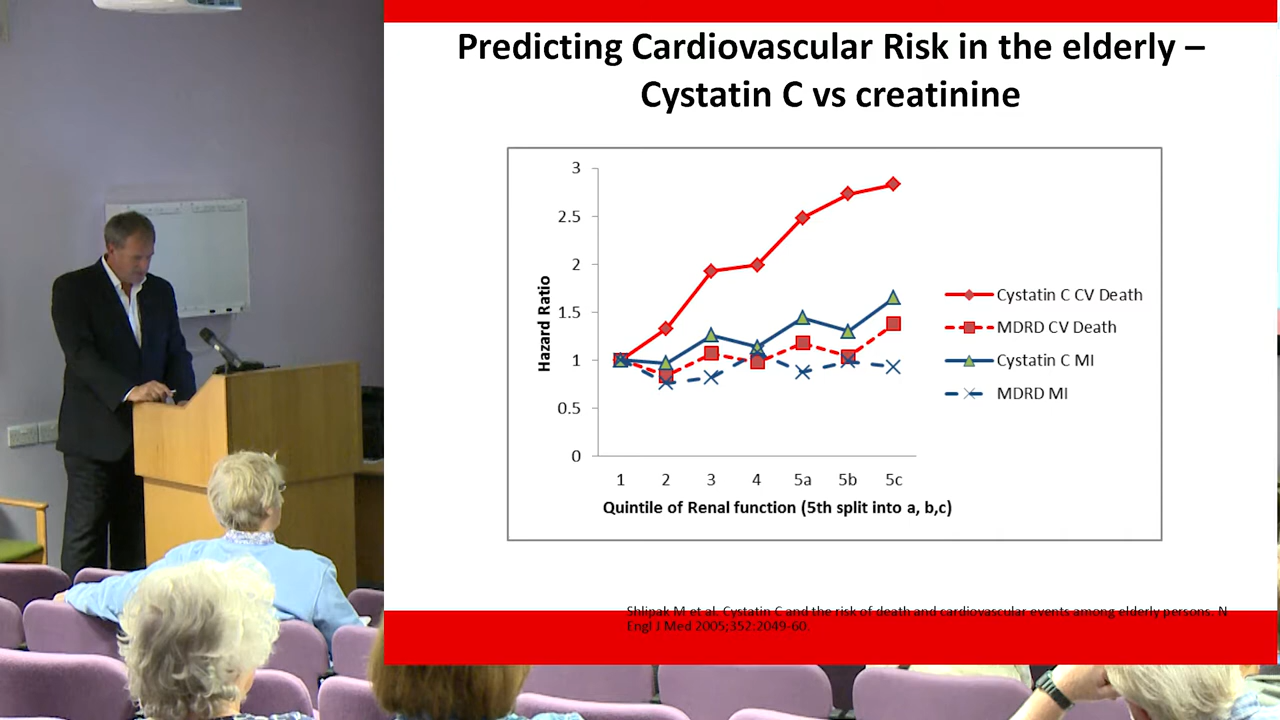 Predicting Cardiovascular Risk in the elderly –
Cystatin C vs creatinine
3
2.5
2
1.5
1
0.5
0
Hazard Ratio
1 2 3 4 5a 5b 5c
Quintile of Renal function (5th split into a, b,c)
Cystatin C CV Death
MDRD CV Death
Cystatin C MI
MDRD MI
Shlipak M et al. Cystatin C and the risk of death and cardiovascular events among elderly persons. N
Engl J Med 2005;352:2049-60.